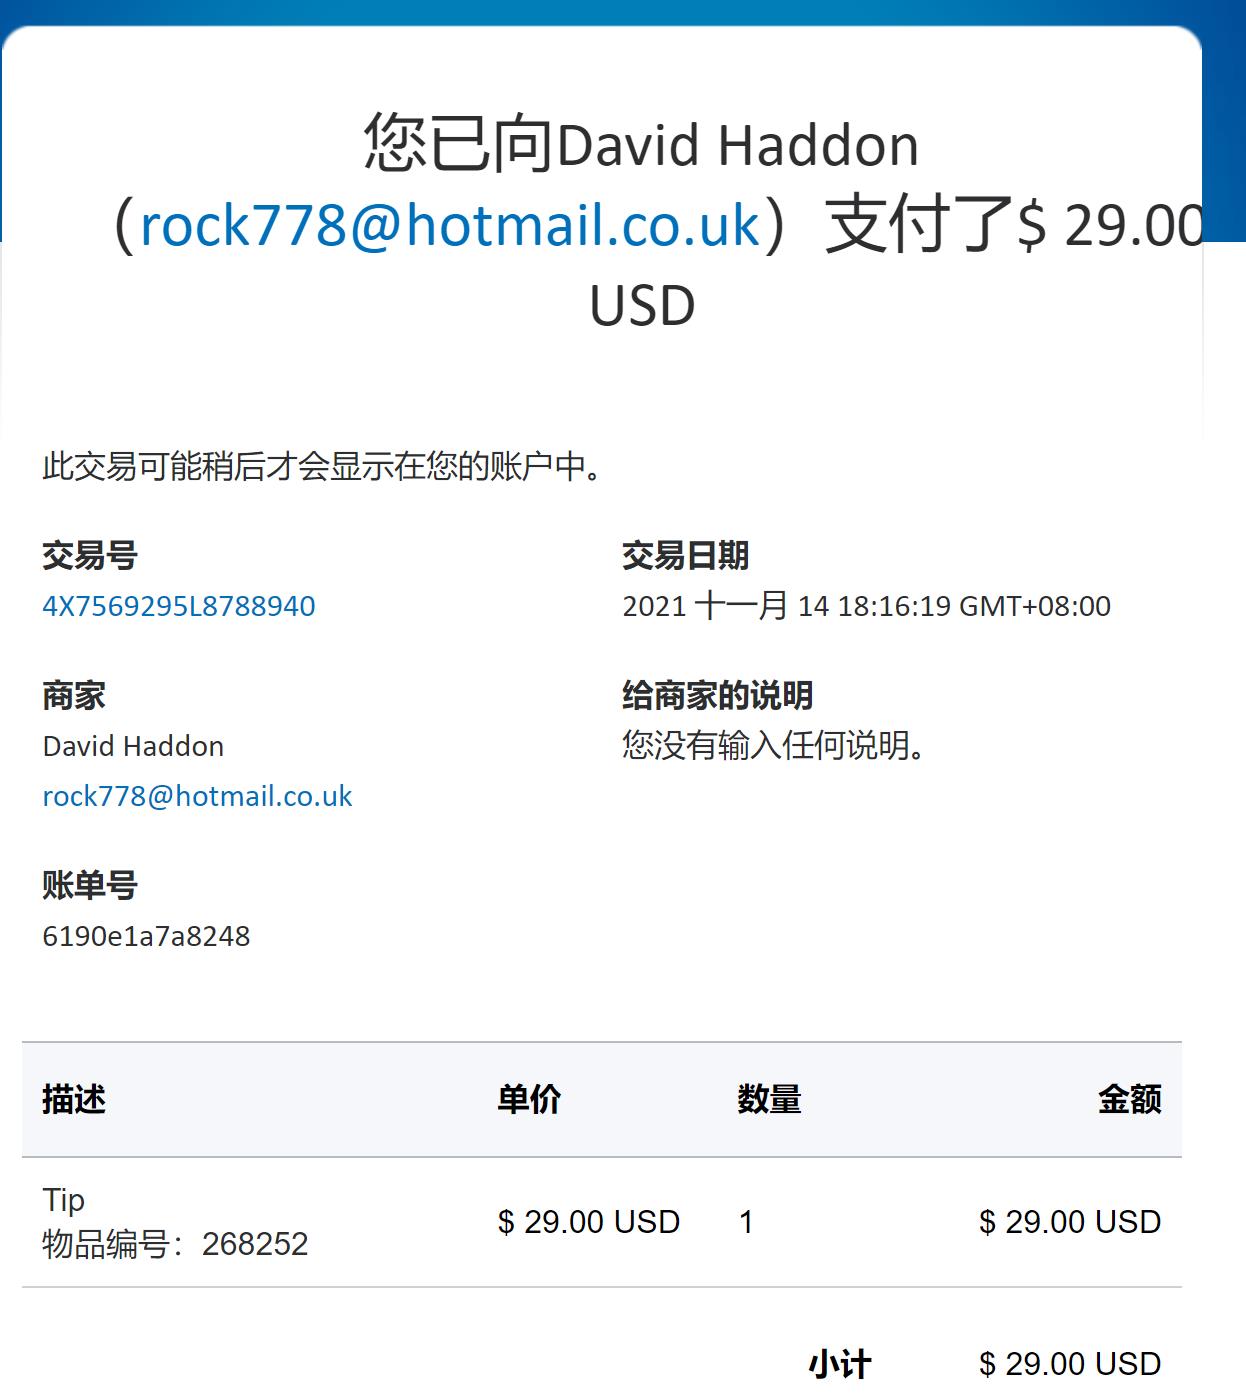 您已向David Haddon
（rock778@hotmail.co.uk）支付了$ 29.00
USD
此交易可能稍后才会显示在您的账户中。
交易号 交易日期
4X7569295L8788940 2021 十一月 14 18:16:19 GMT+08:00
商家 给商家的说明
David Haddon 您没有输入任何说明。
rock778@hotmail.co.uk
账单号
6190e1a7a8248
描述 单价 数量 金额
Tip
物品编号：268252 $ 29.00 USD 1 $ 29.00 USD
小计 $ 29.00 USD